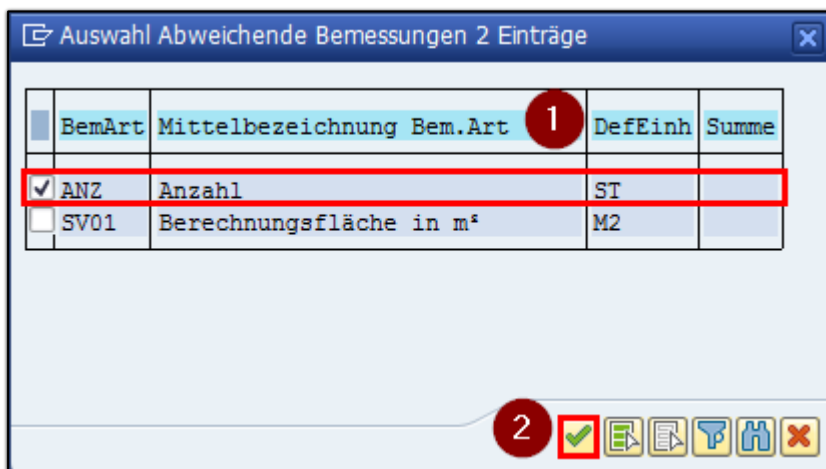 Auswahl Abweichende Bemessungen 2 Einträge
BemArt Mittelbezeichnung Bem.Art 1 DefEinh Summe
ANZ Anzahl ST
SV01 Berechnungsfläche in m² M2
2